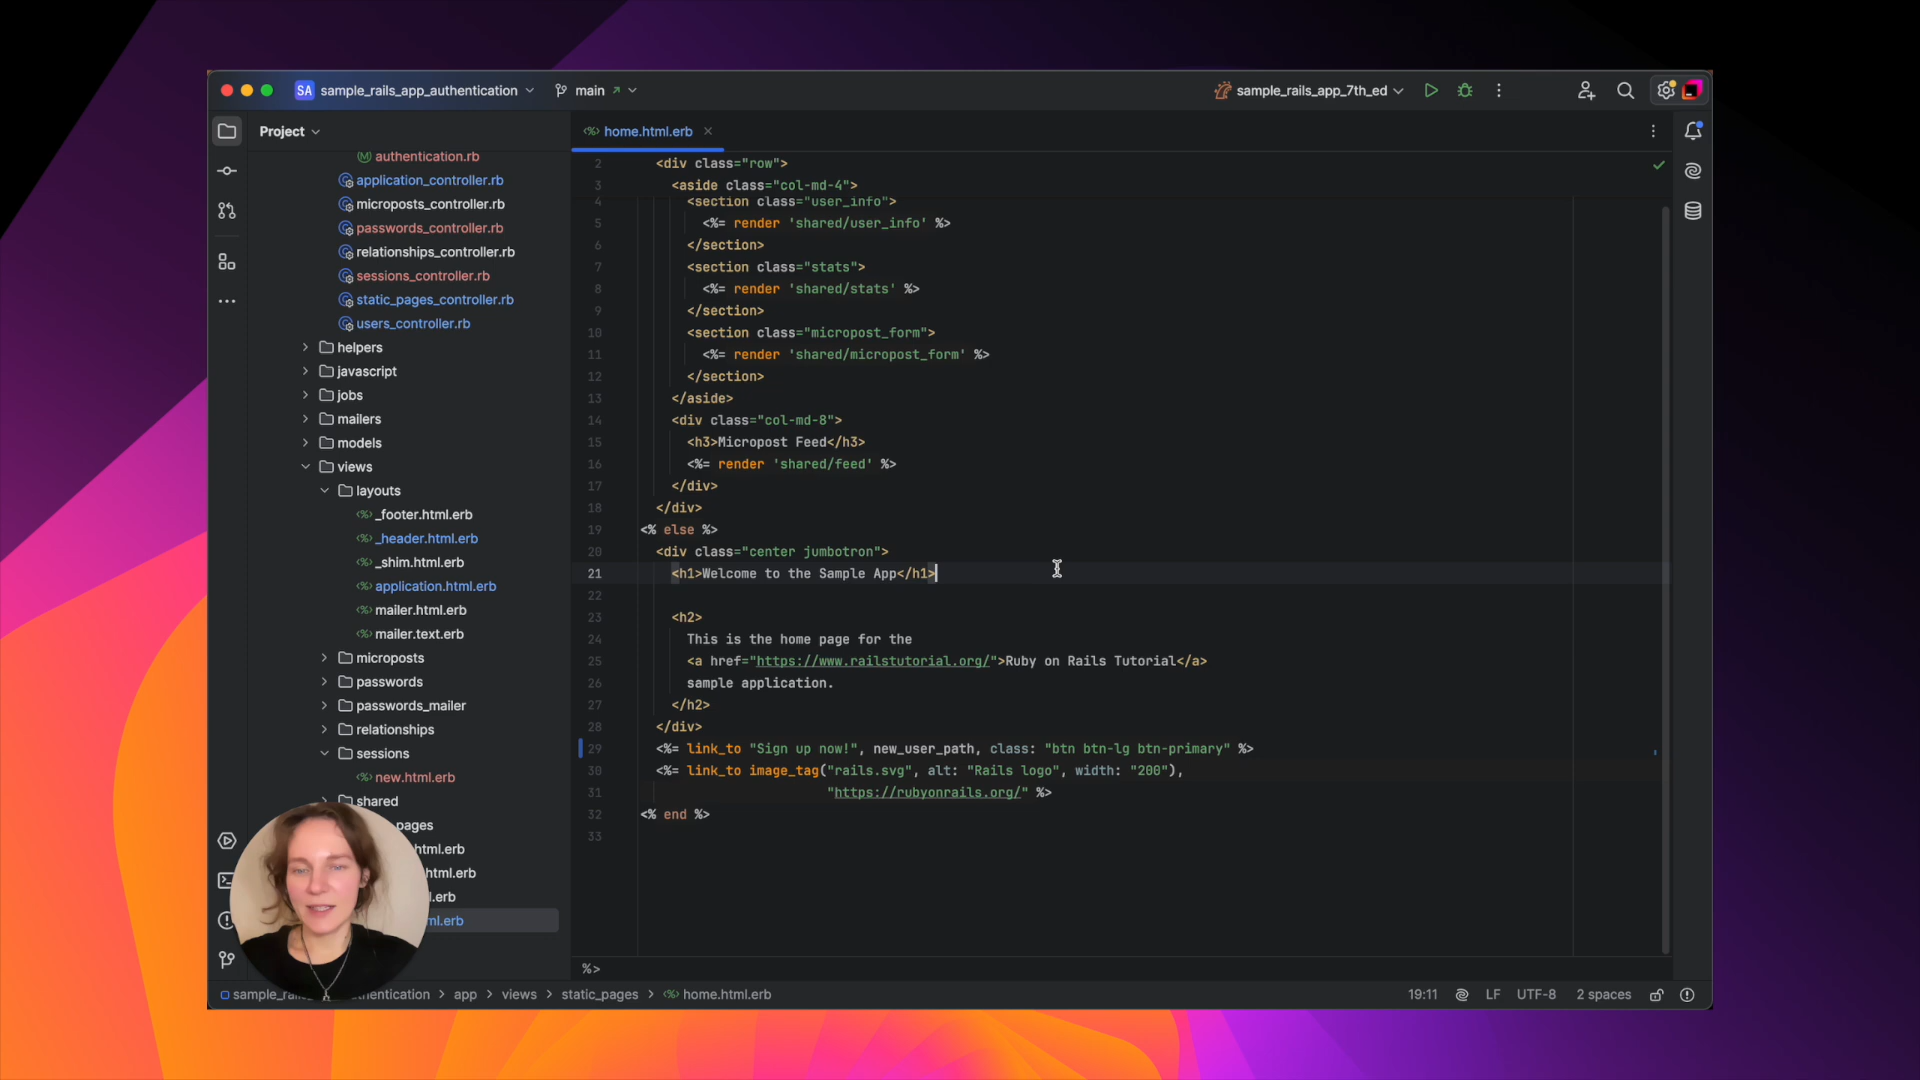 SA sample_rails_app_authentication main
sample_rails_app_7th_ed
Project
home.html.erb
authentication.rb
application_controller.rb
microposts_controller.rb
passwords_controller.rb
relationships_controller.rb
sessions_controller.rb
static_pages_controller.rb
users_controller.rb
helpers
javascript
jobs
mailers
models
views
layouts
_footer.html.erb
_header.html.erb
_shim.html.erb
application.html.erb
mailer.html.erb
mailer.text.erb
microposts
passwords
passwords_mailer
relationships
sessions
new.html.erb
shared
2 <div class="row">
3 <aside class="col-md-4">
4 <section class="user_info">
5 <%= render 'shared/user_info' %>
6 </section>
7 <section class="stats">
8 <%= render 'shared/stats' %>
9 </section>
10 <section class="micropost_form">
11 <%= render 'shared/micropost_form' %>
12 </section>
13 </aside>
14 <div class="col-md-8">
15 <h3>Micropost Feed</h3>
16 <%= render 'shared/feed' %>
17 </div>
18 </div>
19 <% else %>
20 <div class="center jumbotron">
21 <h1>Welcome to the Sample App</h1>
22
23 <h2>
24 This is the home page for the
25 <a href="https://www.railstutorial.org/">Ruby on Rails Tutorial</a>
26 sample application.
27 </h2>
28 </div>
29 <%= link_to "Sign up now!", new_user_path, class: "btn btn-lg btn-primary" %>
30 <%= link_to image_tag("rails.svg", alt: "Rails logo", width: "200"),
31 "https://rubyonrails.org/" %>
32 <% end %>
33
%>
app > views > static_pages > home.html.erb
19:11 LF UTF-8 2 spaces